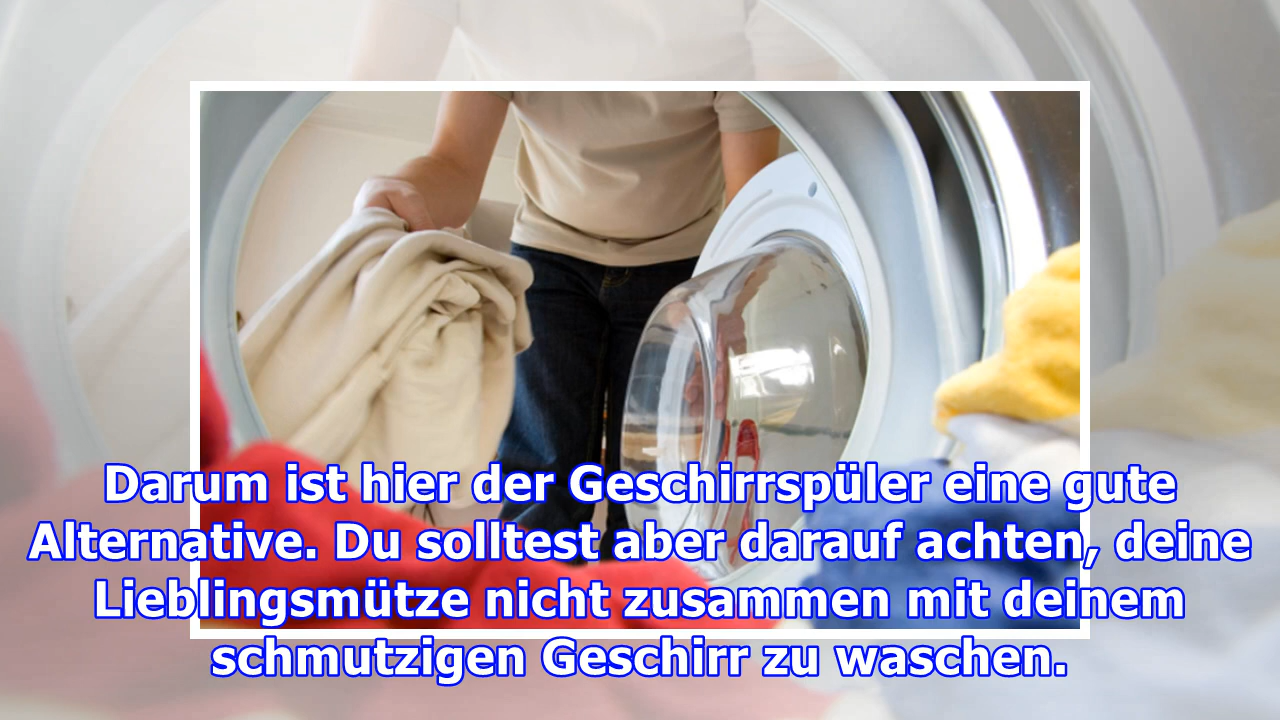 Darum ist hier der Geschirrspüler eine gute
Alternative. Du solltest aber darauf achten, deine
Lieblingsmütze nicht zusammen mit deinem
schmutzigen Geschirr zu waschen.